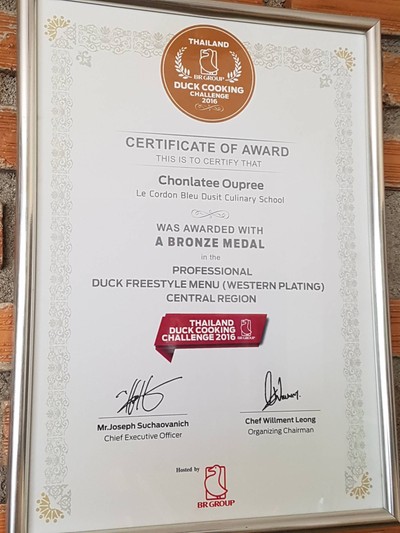 THAILAND
BR GROUP
DUCK COOKING
CHALLENGE
2016
CERTIFICATE OF AWARD
THIS IS TO CERTIFY THAT
Chonlatee Oupree
Le Cordon Bleu Dusit Culinary School
WAS AWARDED WITH
A BRONZE MEDAL
in the
PROFESSIONAL
DUCK FREESTYLE MENU (WESTERN PLATING)
CENTRAL REGION
THAILAND
DUCK COOKING
CHALLENGE 2016
BR GROUP
Mr.Joseph Suchaovanich
Chief Executive Officer
Chef Willment Leong
Organizing Chairman
Hosted by
BR GROUP